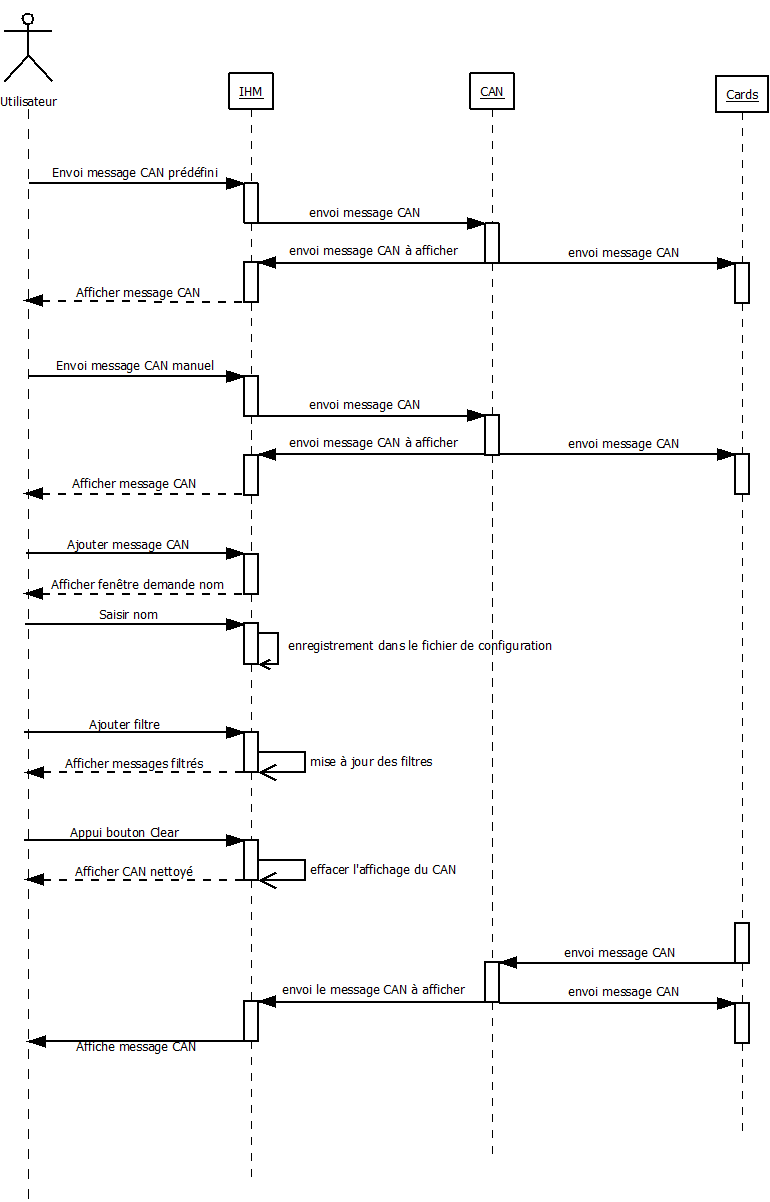 Utilisateur
IHM
CAN
Cards
Envoi message CAN prédéfini
envoi message CAN
envoi message CAN à afficher
envoi message CAN
Afficher message CAN
Envoi message CAN manuel
envoi message CAN
envoi message CAN à afficher
envoi message CAN
Afficher message CAN
Ajouter message CAN
Afficher fenêtre demande nom
Saisir nom
enregistrement dans le fichier de configuration
Ajouter filtre
Afficher messages filtrés
mise à jour des filtres
Appui bouton Clear
Afficher CAN nettoyé
effacer l'affichage du CAN
envoi message CAN
envoi le message CAN à afficher
envoi message CAN
Affiche message CAN